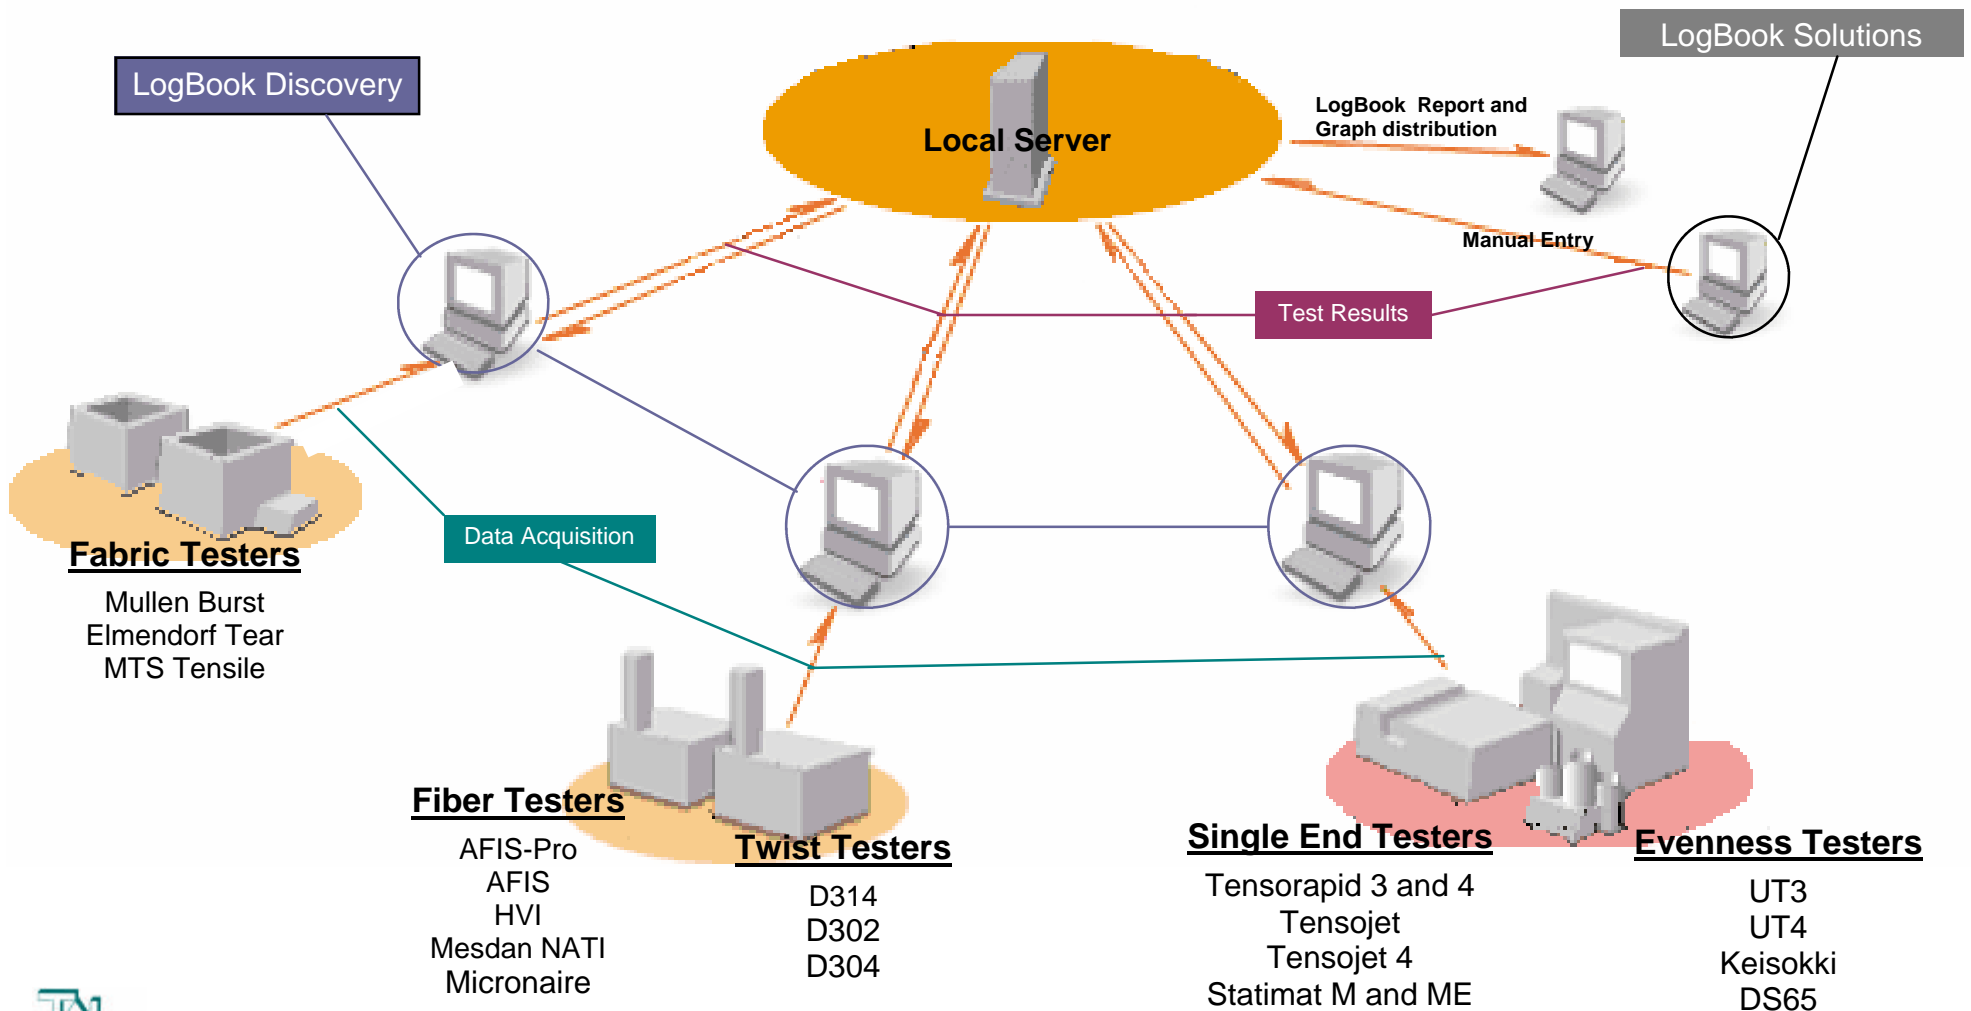 LogBook Solutions
LogBook Discovery
LogBook Report and
Graph distribution
Local Server
Manual Entry
Test Results
Data Acquisition
Fabric Testers
Mullen Burst
Elmendorf Tear
MTS Tensile
Fiber Testers
AFIS-Pro
AFIS
HVI
Mesdan NATI
Micronaire
Twist Testers
D314
D302
D304
Single End Testers
Tensorapid 3 and 4
Tensojet
Tensojet 4
Statimat M and ME
Evenness Testers
UT3
UT4
Keisokki
DS65